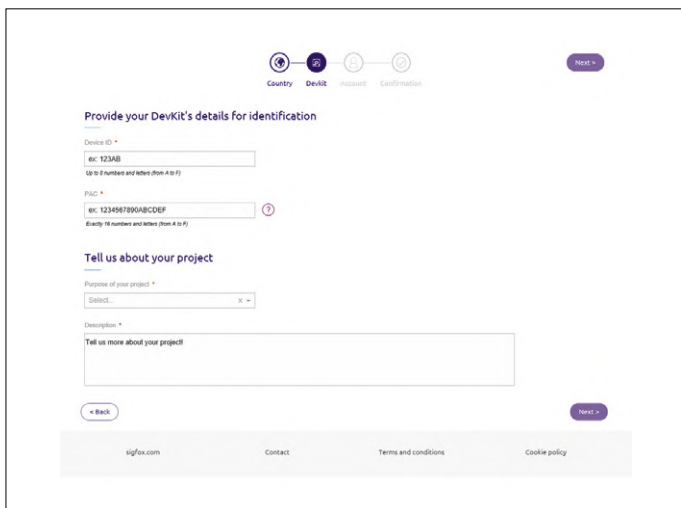 Next >
Country Devkit Account Confirmation
Provide your DevKit's details for identification
Device ID *
ex: 123AB
Up to 8 numbers and letters (from A to F)
PAC *
ex: 1234567890ABCDEF
?
Exactly 16 numbers and letters (from A to F)
Tell us about your project
Purpose of your project *
Select...
Description *
Tell us more about your project!
< Back Next >
sigfox.com Contact Terms and conditions Cookie policy